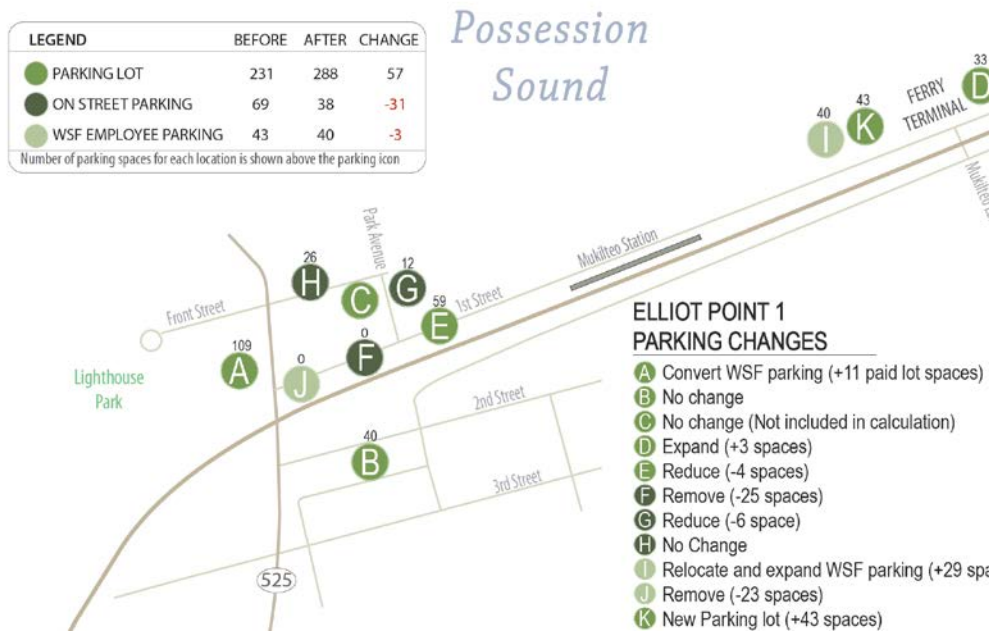 Possession
Sound
LEGEND BEFORE AFTER CHANGE
PARKING LOT 231 288 57
ON STREET PARKING 69 38 -31
WSF EMPLOYEE PARKING 43 40 -3
Number of parking spaces for each location is shown above the parking icon
33
D
FERRY
TERMINAL
43
K
40
I
Mukilteo
Mukilteo Station
Park Avenue
26
H
C
12
G
59
E
1st Street
Front Street
0
F
109
A
0
J
Lighthouse
Park
2nd Street
40
B
3rd Street
525
ELLIOT POINT 1
PARKING CHANGES
A Convert WSF parking (+11 paid lot spaces)
B No change
C No change (Not included in calculation)
D Expand (+3 spaces)
E Reduce (-4 spaces)
F Remove (-25 spaces)
G Reduce (-6 space)
H No Change
I Relocate and expand WSF parking (+29 spa
J Remove (-23 spaces)
K New Parking lot (+43 spaces)